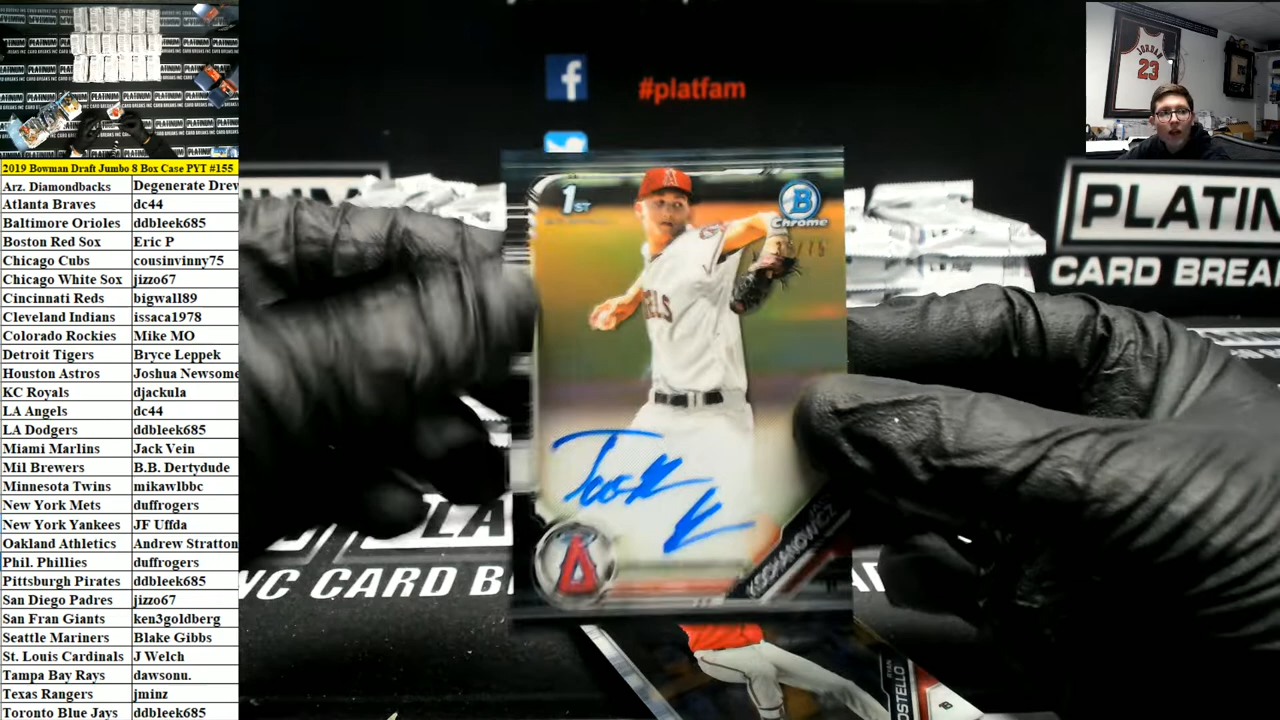 #platfam
2019 Bowman Draft Jumbo 8 Box Case PYT #155
Arz. Diamondbacks Degenerate Drew
Atlanta Braves dc44
Baltimore Orioles ddbleek685
Boston Red Sox Eric P
Chicago Cubs cousinvinny75
Chicago White Sox jizzo67
Cincinnati Reds bigwall89
Cleveland Indians issaca1978
Colorado Rockies Mike MO
Detroit Tigers Bryce Leppek
Houston Astros Joshua Newsome
KC Royals djackula
LA Angels dc44
LA Dodgers ddbleek685
Miami Marlins Jack Vein
Mil Brewers B.B. Dertydude
Minnesota Twins mikawlbbc
New York Mets duffrogers
New York Yankees JF Uffda
Oakland Athletics Andrew Stratton
Phil. Phillies duffrogers
Pittsburgh Pirates ddbleek685
San Diego Padres jizzo67
San Fran Giants ken3goldberg
Seattle Mariners Blake Gibbs
St. Louis Cardinals J Welch
Tampa Bay Rays dawsonu.
Texas Rangers jminz
Toronto Blue Jays ddbleek685
JORDAN
23
1ST
B
Chrome
KOCHANOWICZ
PLATIN
CARD BREA
NC CARD B